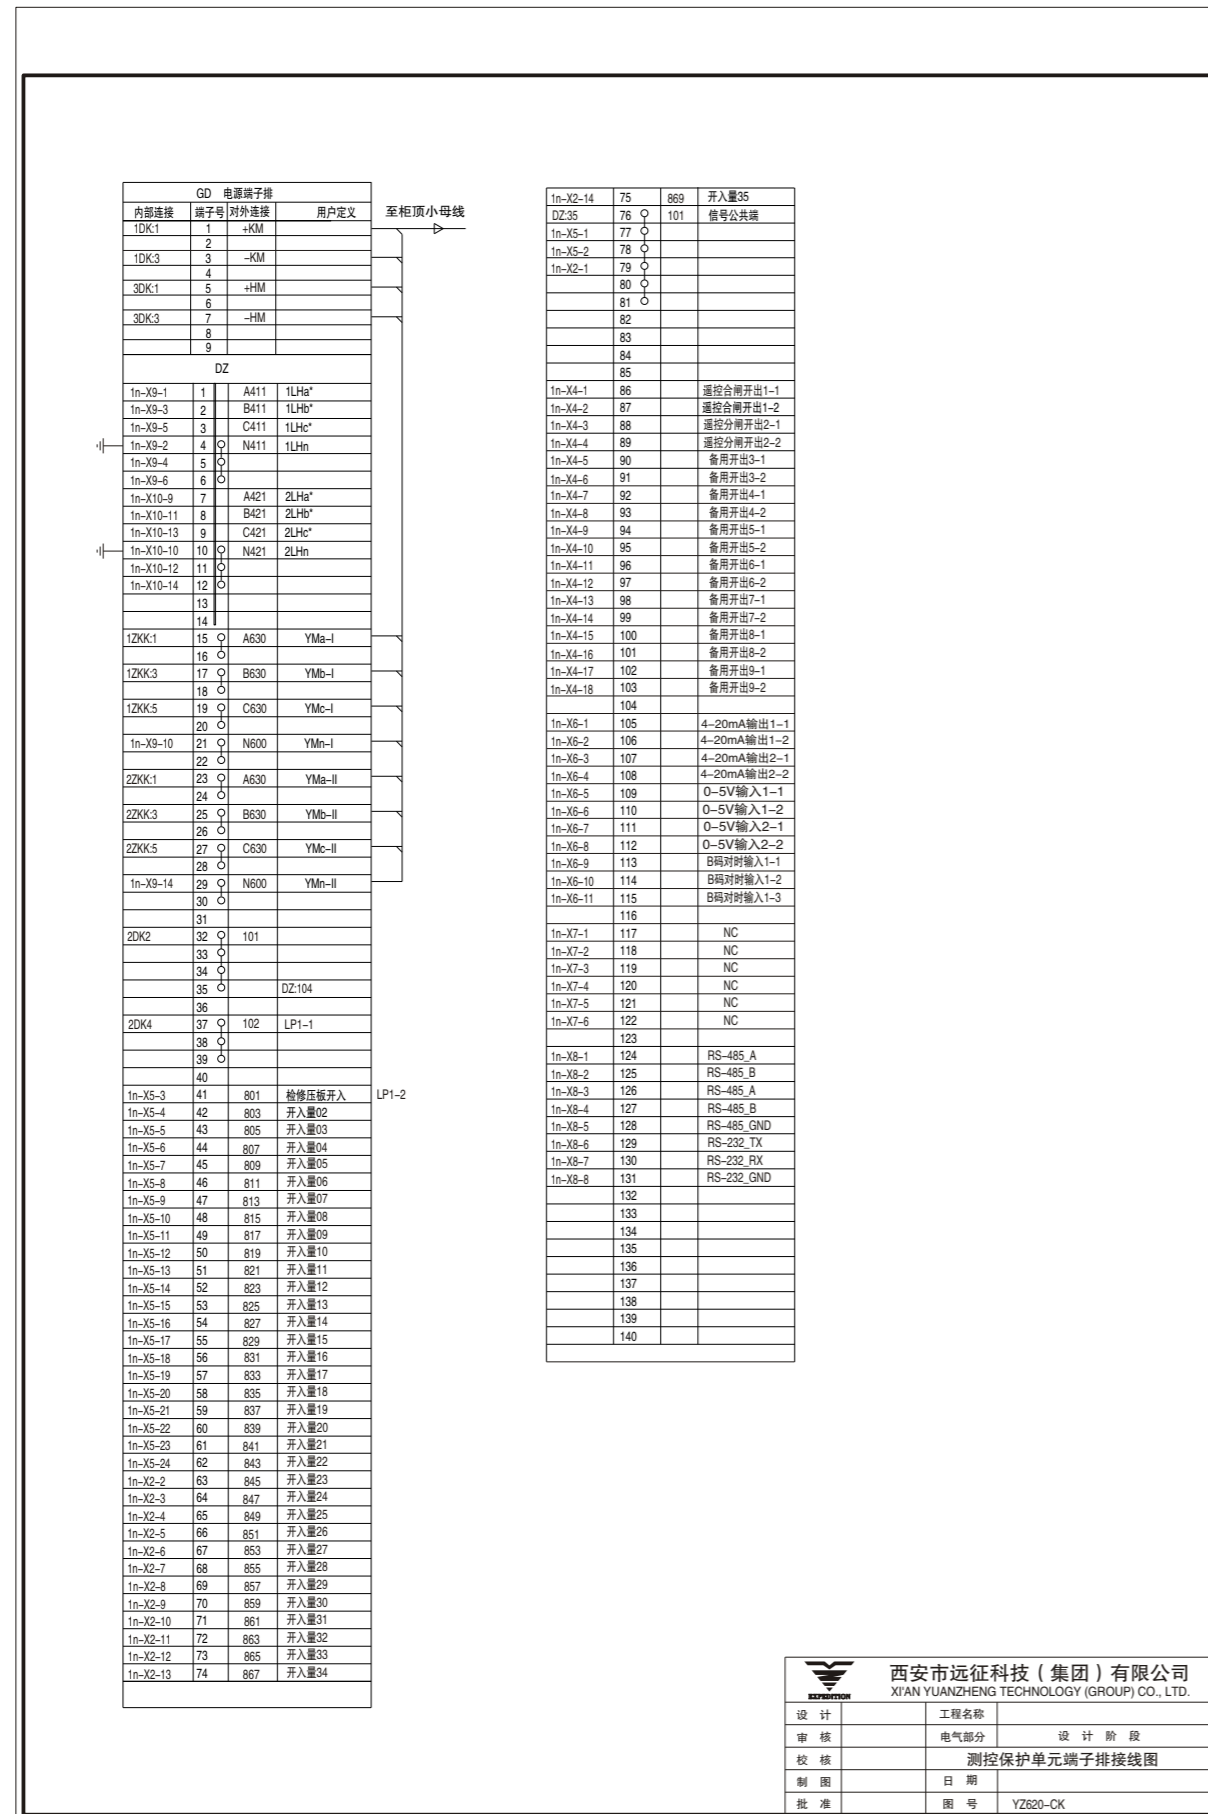 GD 电源端子排
内部连接 端子号 对外连接 用户定义
至柜顶小母线
1DK:1 1 +KM
2
1DK:3 3 –KM
4
3DK:1 5 +HM
6
3DK:3 7 –HM
8
9
DZ
1n–X9–1 1 A411 1LHa*
1n–X9–3 2 B411 1LHb*
1n–X9–5 3 C411 1LHc*
1n–X9–2 4 N411 1LHn
1n–X9–4 5
1n–X9–6 6
1n–X10–9 7 A421 2LHa*
1n–X10–11 8 B421 2LHb*
1n–X10–13 9 C421 2LHc*
1n–X10–10 10 N421 2LHn
1n–X10–12 11
1n–X10–14 12
13
14
1ZKK:1 15 A630 YMa–I
16
1ZKK:3 17 B630 YMb–I
18
1ZKK:5 19 C630 YMc–I
20
1n–X9–10 21 N600 YMn–I
22
2ZKK:1 23 A630 YMa–II
24
2ZKK:3 25 B630 YMb–II
26
2ZKK:5 27 C630 YMc–II
28
1n–X9–14 29 N600 YMn–II
30
31
2DK2 32 101
33
34
35 DZ:104
36
2DK4 37 102 LP1–1
38
39
40
1n–X5–3 41 801 检修压板开入 LP1–2
1n–X5–4 42 803 开入量02
1n–X5–5 43 805 开入量03
1n–X5–6 44 807 开入量04
1n–X5–7 45 809 开入量05
1n–X5–8 46 811 开入量06
1n–X5–9 47 813 开入量07
1n–X5–10 48 815 开入量08
1n–X5–11 49 817 开入量09
1n–X5–12 50 819 开入量10
1n–X5–13 51 821 开入量11
1n–X5–14 52 823 开入量12
1n–X5–15 53 825 开入量13
1n–X5–16 54 827 开入量14
1n–X5–17 55 829 开入量15
1n–X5–18 56 831 开入量16
1n–X5–19 57 833 开入量17
1n–X5–20 58 835 开入量18
1n–X5–21 59 837 开入量19
1n–X5–22 60 839 开入量20
1n–X5–23 61 841 开入量21
1n–X5–24 62 843 开入量22
1n–X2–2 63 845 开入量23
1n–X2–3 64 847 开入量24
1n–X2–4 65 849 开入量25
1n–X2–5 66 851 开入量26
1n–X2–6 67 853 开入量27
1n–X2–7 68 855 开入量28
1n–X2–8 69 857 开入量29
1n–X2–9 70 859 开入量30
1n–X2–10 71 861 开入量31
1n–X2–11 72 863 开入量32
1n–X2–12 73 865 开入量33
1n–X2–13 74 867 开入量34
1n–X2–14 75 869 开入量35
DZ:35 76 101 信号公共端
1n–X5–1 77
1n–X5–2 78
1n–X2–1 79
80
81
82
83
84
85
1n–X4–1 86 遥控合闸开出1–1
1n–X4–2 87 遥控合闸开出1–2
1n–X4–3 88 遥控分闸开出2–1
1n–X4–4 89 遥控分闸开出2–2
1n–X4–5 90 备用开出3–1
1n–X4–6 91 备用开出3–2
1n–X4–7 92 备用开出4–1
1n–X4–8 93 备用开出4–2
1n–X4–9 94 备用开出5–1
1n–X4–10 95 备用开出5–2
1n–X4–11 96 备用开出6–1
1n–X4–12 97 备用开出6–2
1n–X4–13 98 备用开出7–1
1n–X4–14 99 备用开出7–2
1n–X4–15 100 备用开出8–1
1n–X4–16 101 备用开出8–2
1n–X4–17 102 备用开出9–1
1n–X4–18 103 备用开出9–2
104
1n–X6–1 105 4–20mA输出1–1
1n–X6–2 106 4–20mA输出1–2
1n–X6–3 107 4–20mA输出2–1
1n–X6–4 108 4–20mA输出2–2
1n–X6–5 109 0–5V输入1–1
1n–X6–6 110 0–5V输入1–2
1n–X6–7 111 0–5V输入2–1
1n–X6–8 112 0–5V输入2–2
1n–X6–9 113 B码对时输入1–1
1n–X6–10 114 B码对时输入1–2
1n–X6–11 115 B码对时输入1–3
116
1n–X7–1 117 NC
1n–X7–2 118 NC
1n–X7–3 119 NC
1n–X7–4 120 NC
1n–X7–5 121 NC
1n–X7–6 122 NC
123
1n–X8–1 124 RS–485_A
1n–X8–2 125 RS–485_B
1n–X8–3 126 RS–485_A
1n–X8–4 127 RS–485_B
1n–X8–5 128 RS–485_GND
1n–X8–6 129 RS–232_TX
1n–X8–7 130 RS–232_RX
1n–X8–8 131 RS–232_GND
132
133
134
135
136
137
138
139
140
EXPEDITION
西安市远征科技(集团)有限公司
XI'AN YUANZHENG TECHNOLOGY (GROUP) CO., LTD.
设 计 工程名称
审 核 电气部分 设 计 阶 段
校 核 测控保护单元端子排接线图
制 图 日 期
批 准 图 号 YZ620–CK